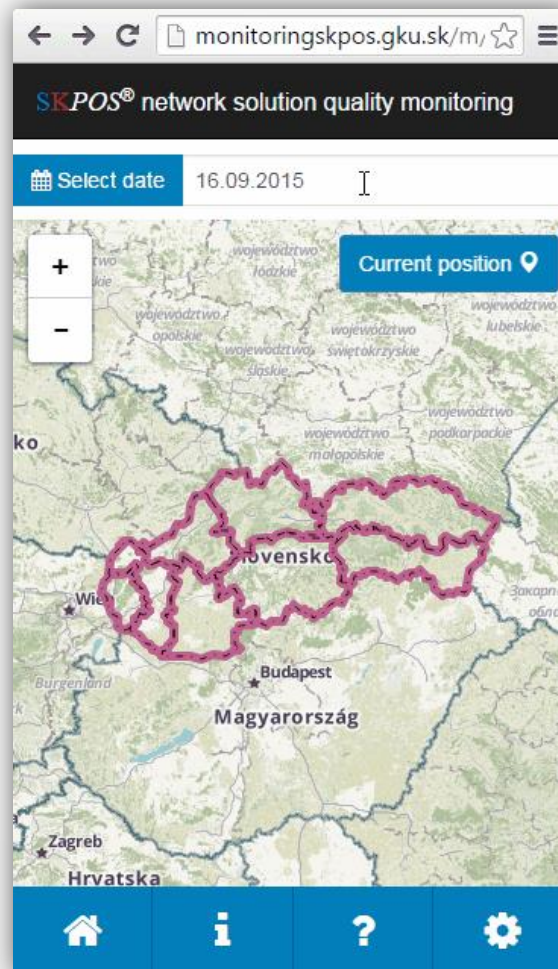 monitoringskpos.gku.sk/m/
SKPOS® network solution quality monitoring
Select date 16.09.2015
+
−
Current position
województwo
łódzkie
województwo
opolskie
województwo
śląskie
województwo
świętokrzyskie
województwo
lubelskie
województwo
małopolskie
województwo
podkarpackie
ko
Slovensko
Wie
Burgenland
Budapest
Magyarország
Zagreb
Hrvatska
i
?